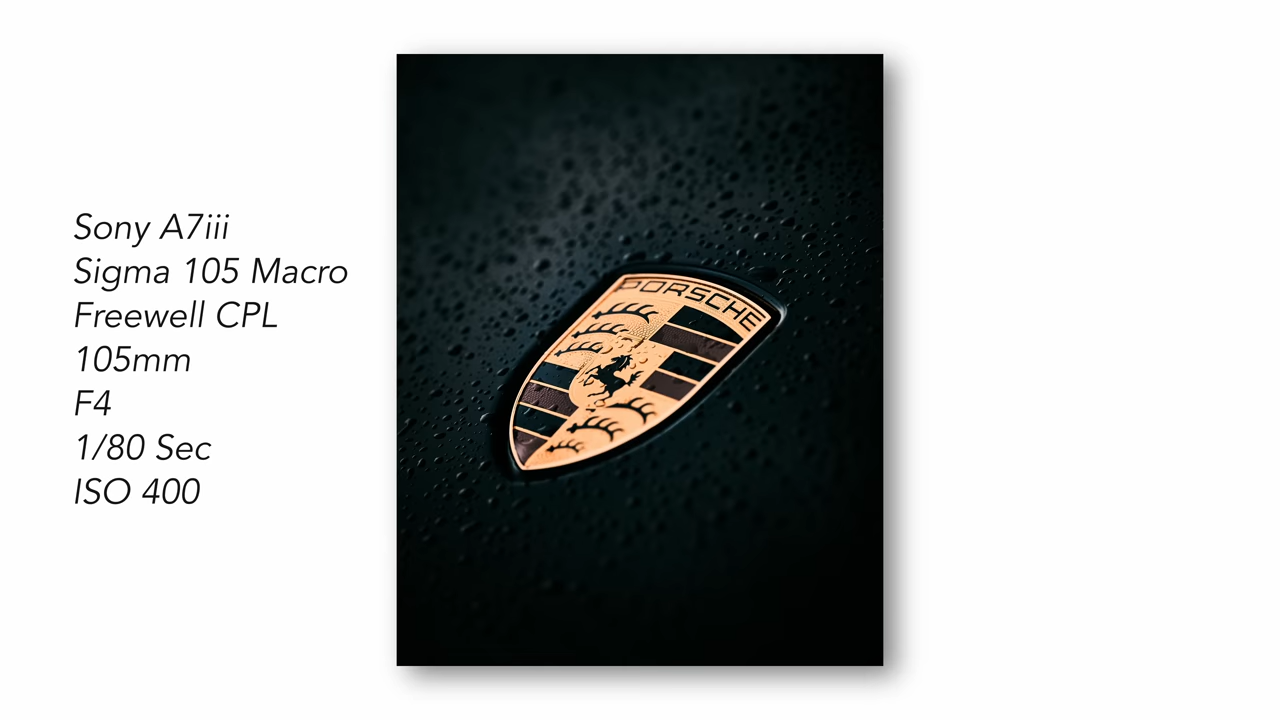 Sony A7iii
Sigma 105 Macro
Freewell CPL
105mm
F4
1/80 Sec
ISO 400
PORSCHE